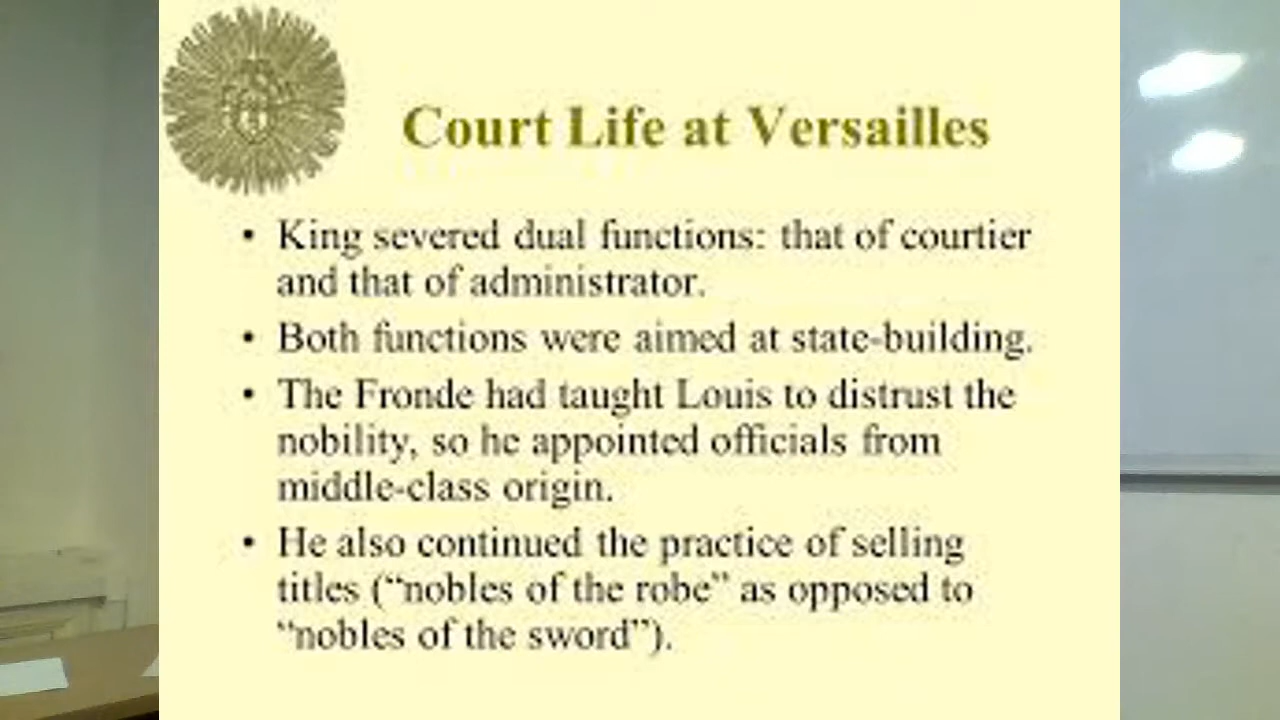 Court Life at Versailles
• King severed dual functions: that of courtier
and that of administrator.
• Both functions were aimed at state-building.
• The Fronde had taught Louis to distrust the
nobility, so he appointed officials from
middle-class origin.
• He also continued the practice of selling
titles (“nobles of the robe” as opposed to
“nobles of the sword”).